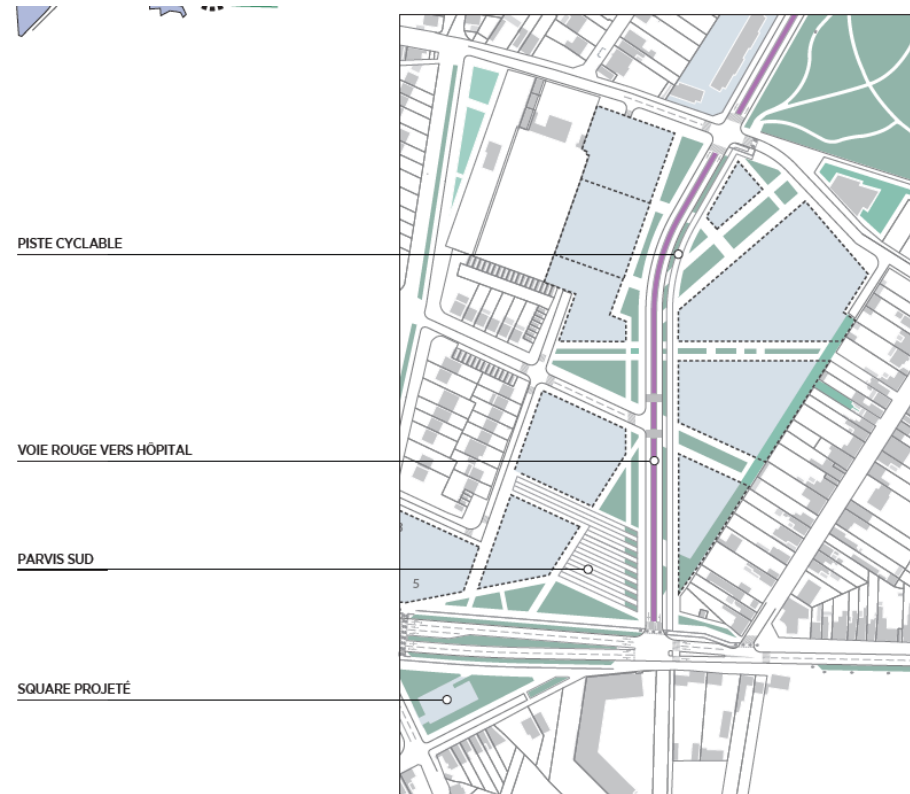 PISTE CYCLABLE
VOIE ROUGE VERS HÔPITAL
PARVIS SUD
5
SQUARE PROJETÉ